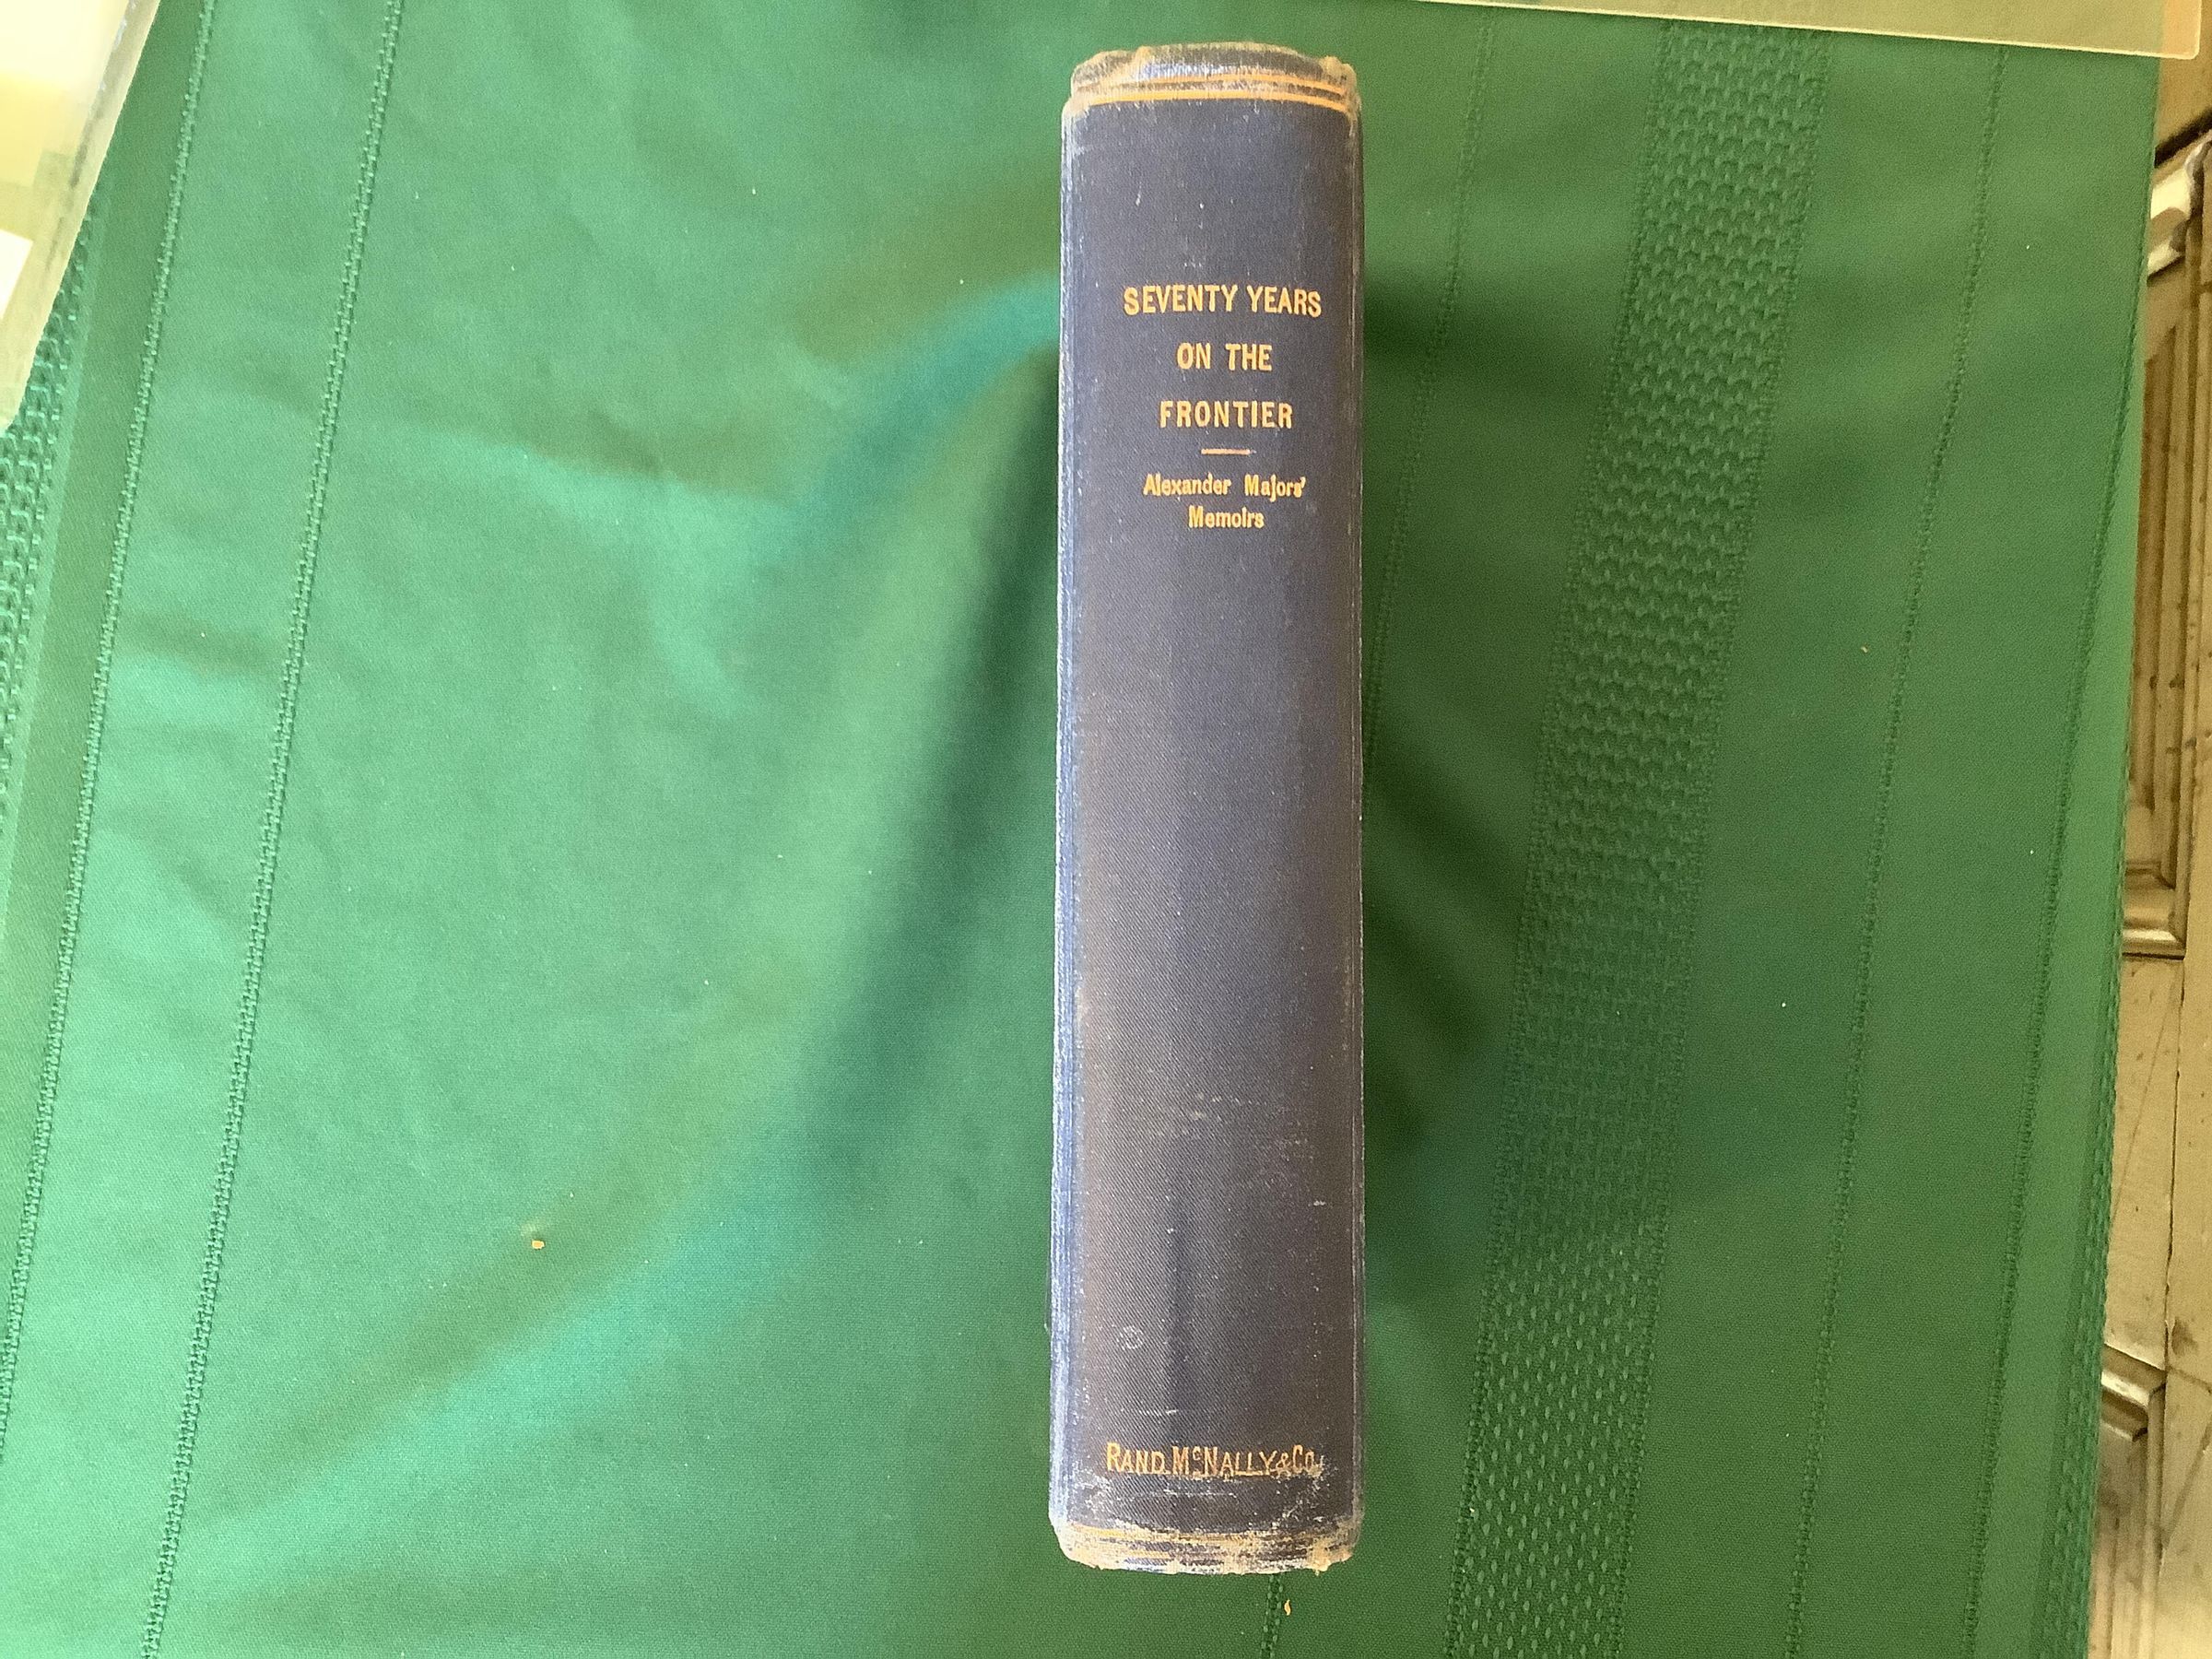 SEVENTY YEARS
ON THE
FRONTIER
Alexander Majors'
Memoirs
RAND, McNALLY & Co.